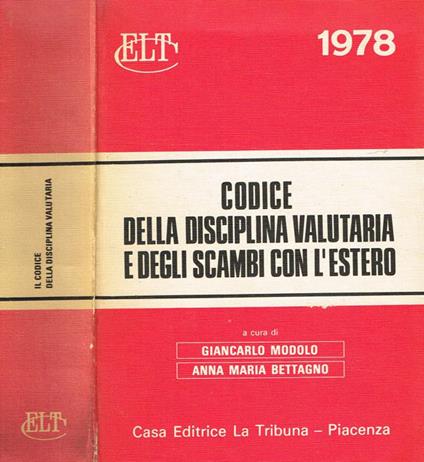 IL CODICE
DELLA DISCIPLINA VALUTARIA
ELT
ELT
1978
CODICE
DELLA DISCIPLINA VALUTARIA
E DEGLI SCAMBI CON L'ESTERO
a cura di
GIANCARLO MODOLO
ANNA MARIA BETTAGNO
Casa Editrice La Tribuna – Piacenza